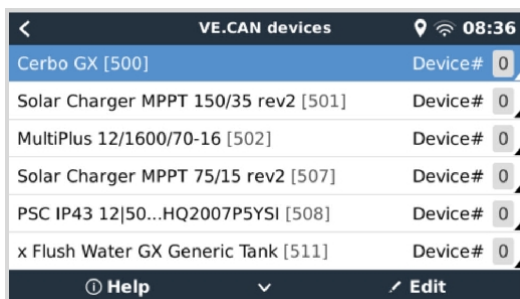 VE.CAN devices 08:36
Cerbo GX [500] Device# 0
Solar Charger MPPT 150/35 rev2 [501] Device# 0
MultiPlus 12/1600/70-16 [502] Device# 0
Solar Charger MPPT 75/15 rev2 [507] Device# 0
PSC IP43 12|50...HQ2007P5YSI [508] Device# 0
x Flush Water GX Generic Tank [511] Device# 0
Help Edit